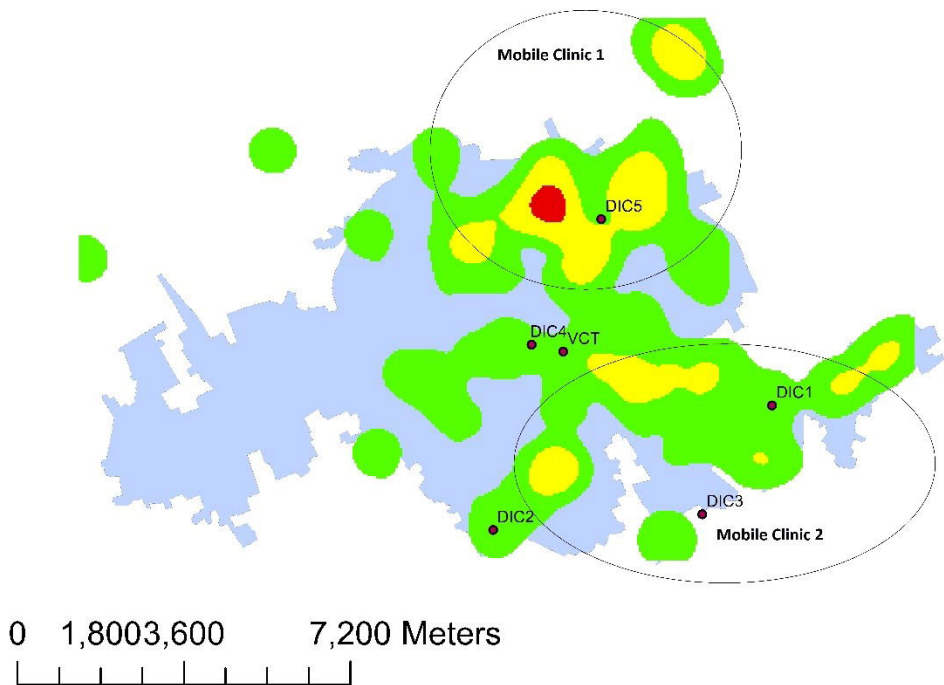 Mobile Clinic 1
DIC5
DIC4
VCT
DIC1
DIC3
DIC2
Mobile Clinic 2
0 1,8003,600 7,200 Meters